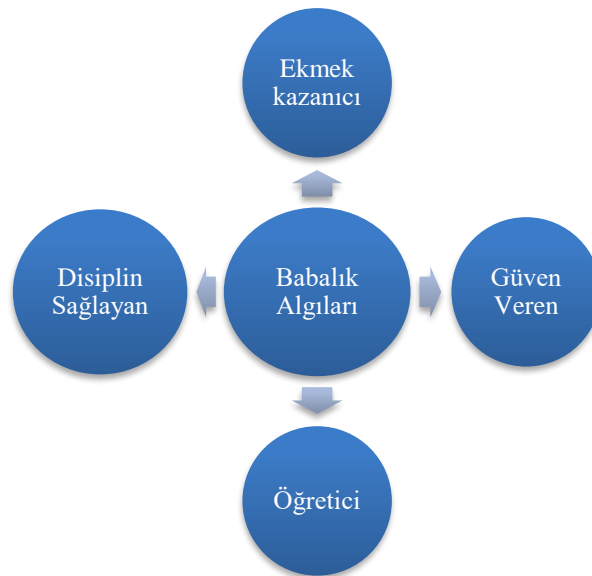 Ekmek
kazanıcı
Disiplin
Sağlayan
Babalık
Algıları
Güven
Veren
Öğretici